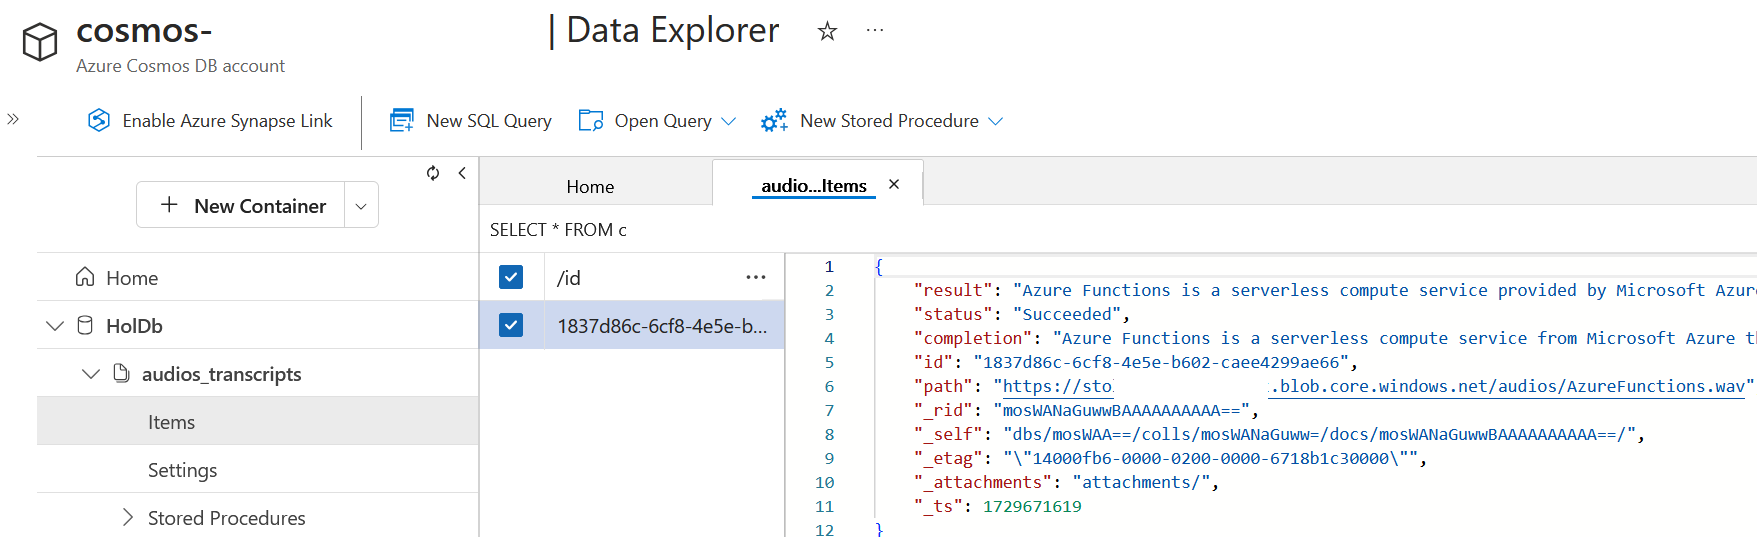 cosmos- | Data Explorer
Azure Cosmos DB account
Enable Azure Synapse Link
New SQL Query
Open Query
New Stored Procedure
New Container
Home
HolDb
audios_transcripts
Items
Settings
Stored Procedures
Home
audio...Items
SELECT * FROM c
/id
1837d86c-6cf8-4e5e-b...
1 {
2 "result": "Azure Functions is a serverless compute service provided by Microsoft Azure
3 "status": "Succeeded",
4 "completion": "Azure Functions is a serverless compute service from Microsoft Azure th
5 "id": "1837d86c-6cf8-4e5e-b602-caee4299ae66",
6 "path": "https://sto .blob.core.windows.net/audios/AzureFunctions.wav"
7 "_rid": "mosWANaGuwwBAAAAAAAAAA==",
8 "_self": "dbs/mosWAA==/colls/mosWANaGuww=/docs/mosWANaGuwwBAAAAAAAAAA==/",
9 "_etag": "\"14000fb6-0000-0200-0000-6718b1c30000\"",
10 "_attachments": "attachments/",
11 "_ts": 1729671619
12 }